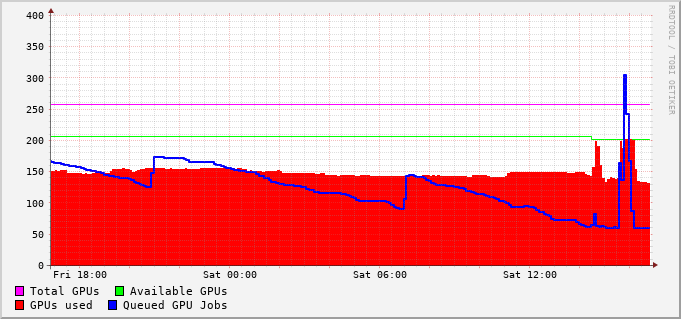 400
350
300
250
200
150
100
50
0
Fri 18:00 Sat 00:00 Sat 06:00 Sat 12:00
Total GPUs Available GPUs
GPUs used Queued GPU Jobs
RRDTOOL / TOBI OETIKER